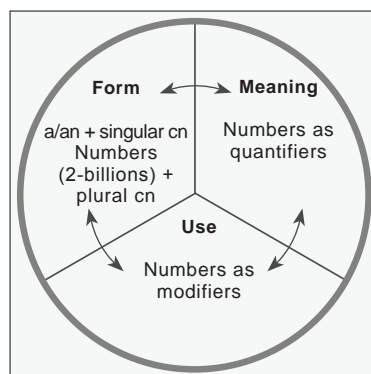 Form
Meaning
a/an + singular cn
Numbers
(2-billions) +
plural cn
Numbers as
quantifiers
Use
Numbers as
modifiers